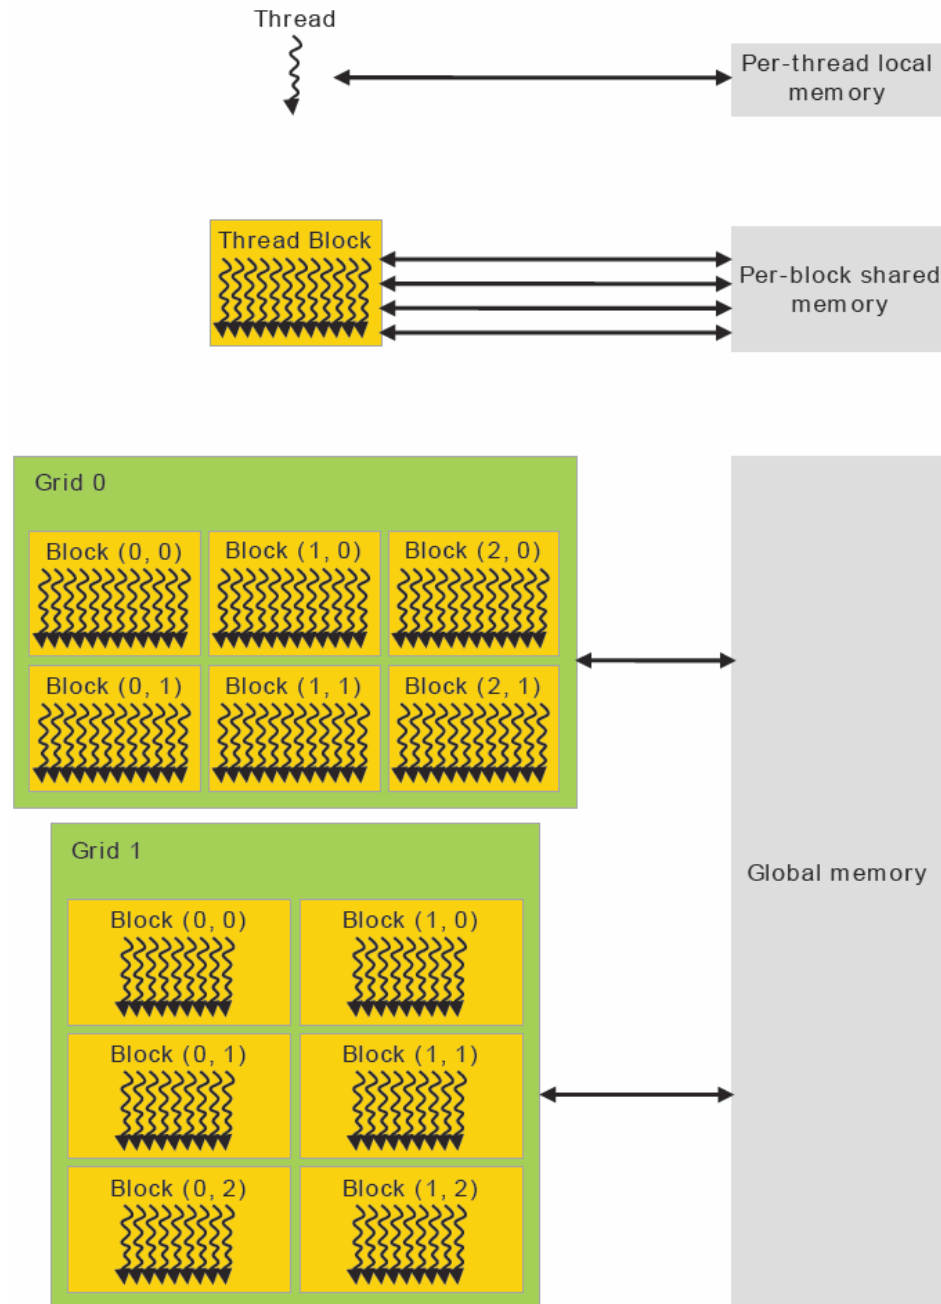 Thread
Per-thread local
memory
Thread Block
Per-block shared
memory
Grid 0
Block (0, 0)
Block (1, 0)
Block (2, 0)
Block (0, 1)
Block (1, 1)
Block (2, 1)
Grid 1
Global memory
Block (0, 0)
Block (1, 0)
Block (0, 1)
Block (1, 1)
Block (0, 2)
Block (1, 2)